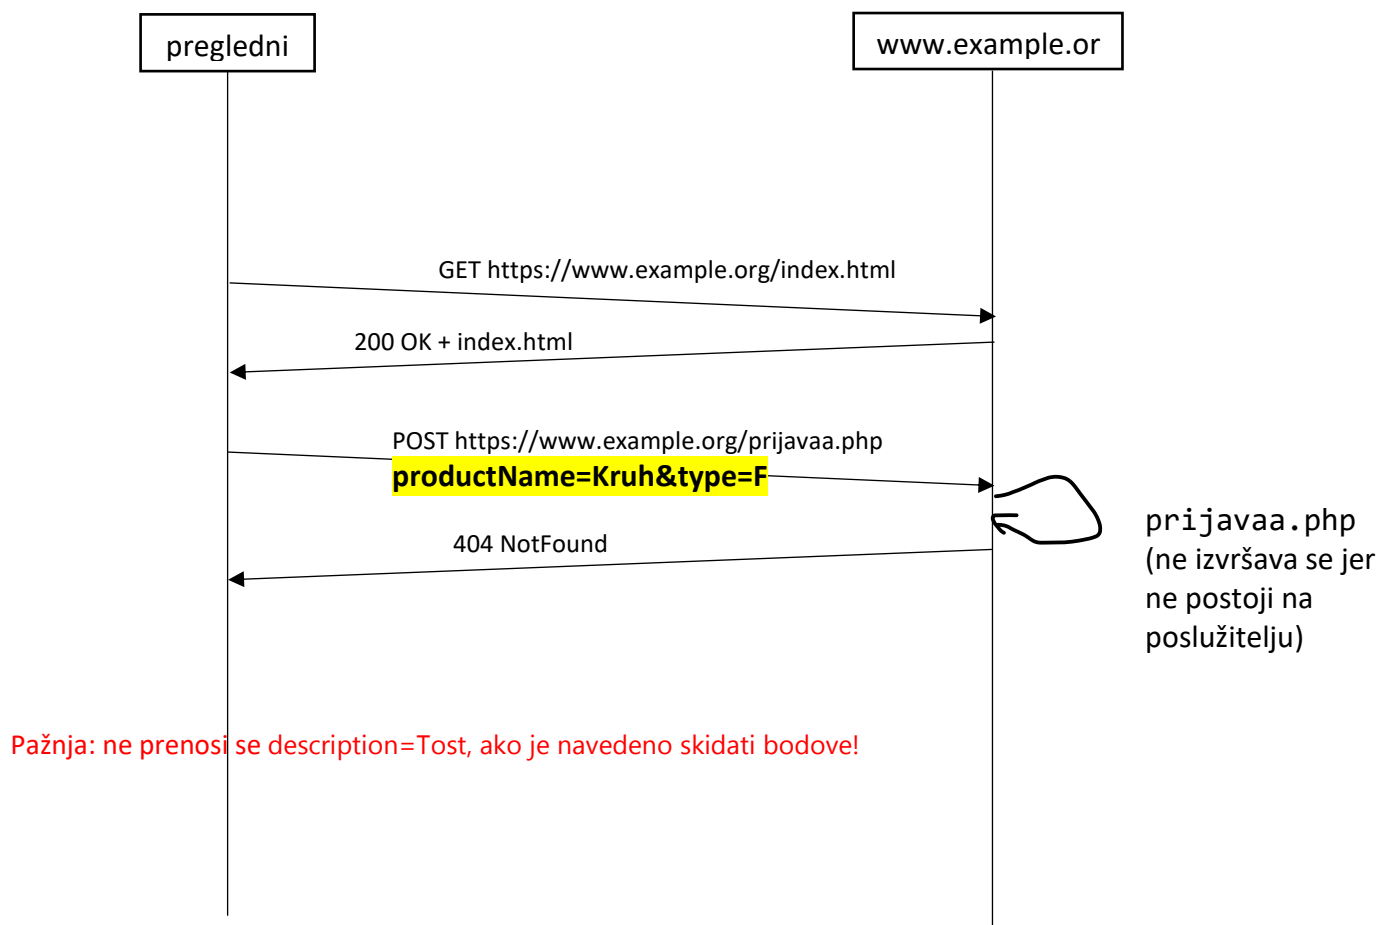 pregledni
www.example.or
GET https://www.example.org/index.html
200 OK + index.html
POST https://www.example.org/prijavaa.php
productName=Kruh&type=F
404 NotFound
prijavaa.php
(ne izvršava se jer
ne postoji na
poslužitelju)
Pažnja: ne prenosi se description=Tost, ako je navedeno skidati bodove!